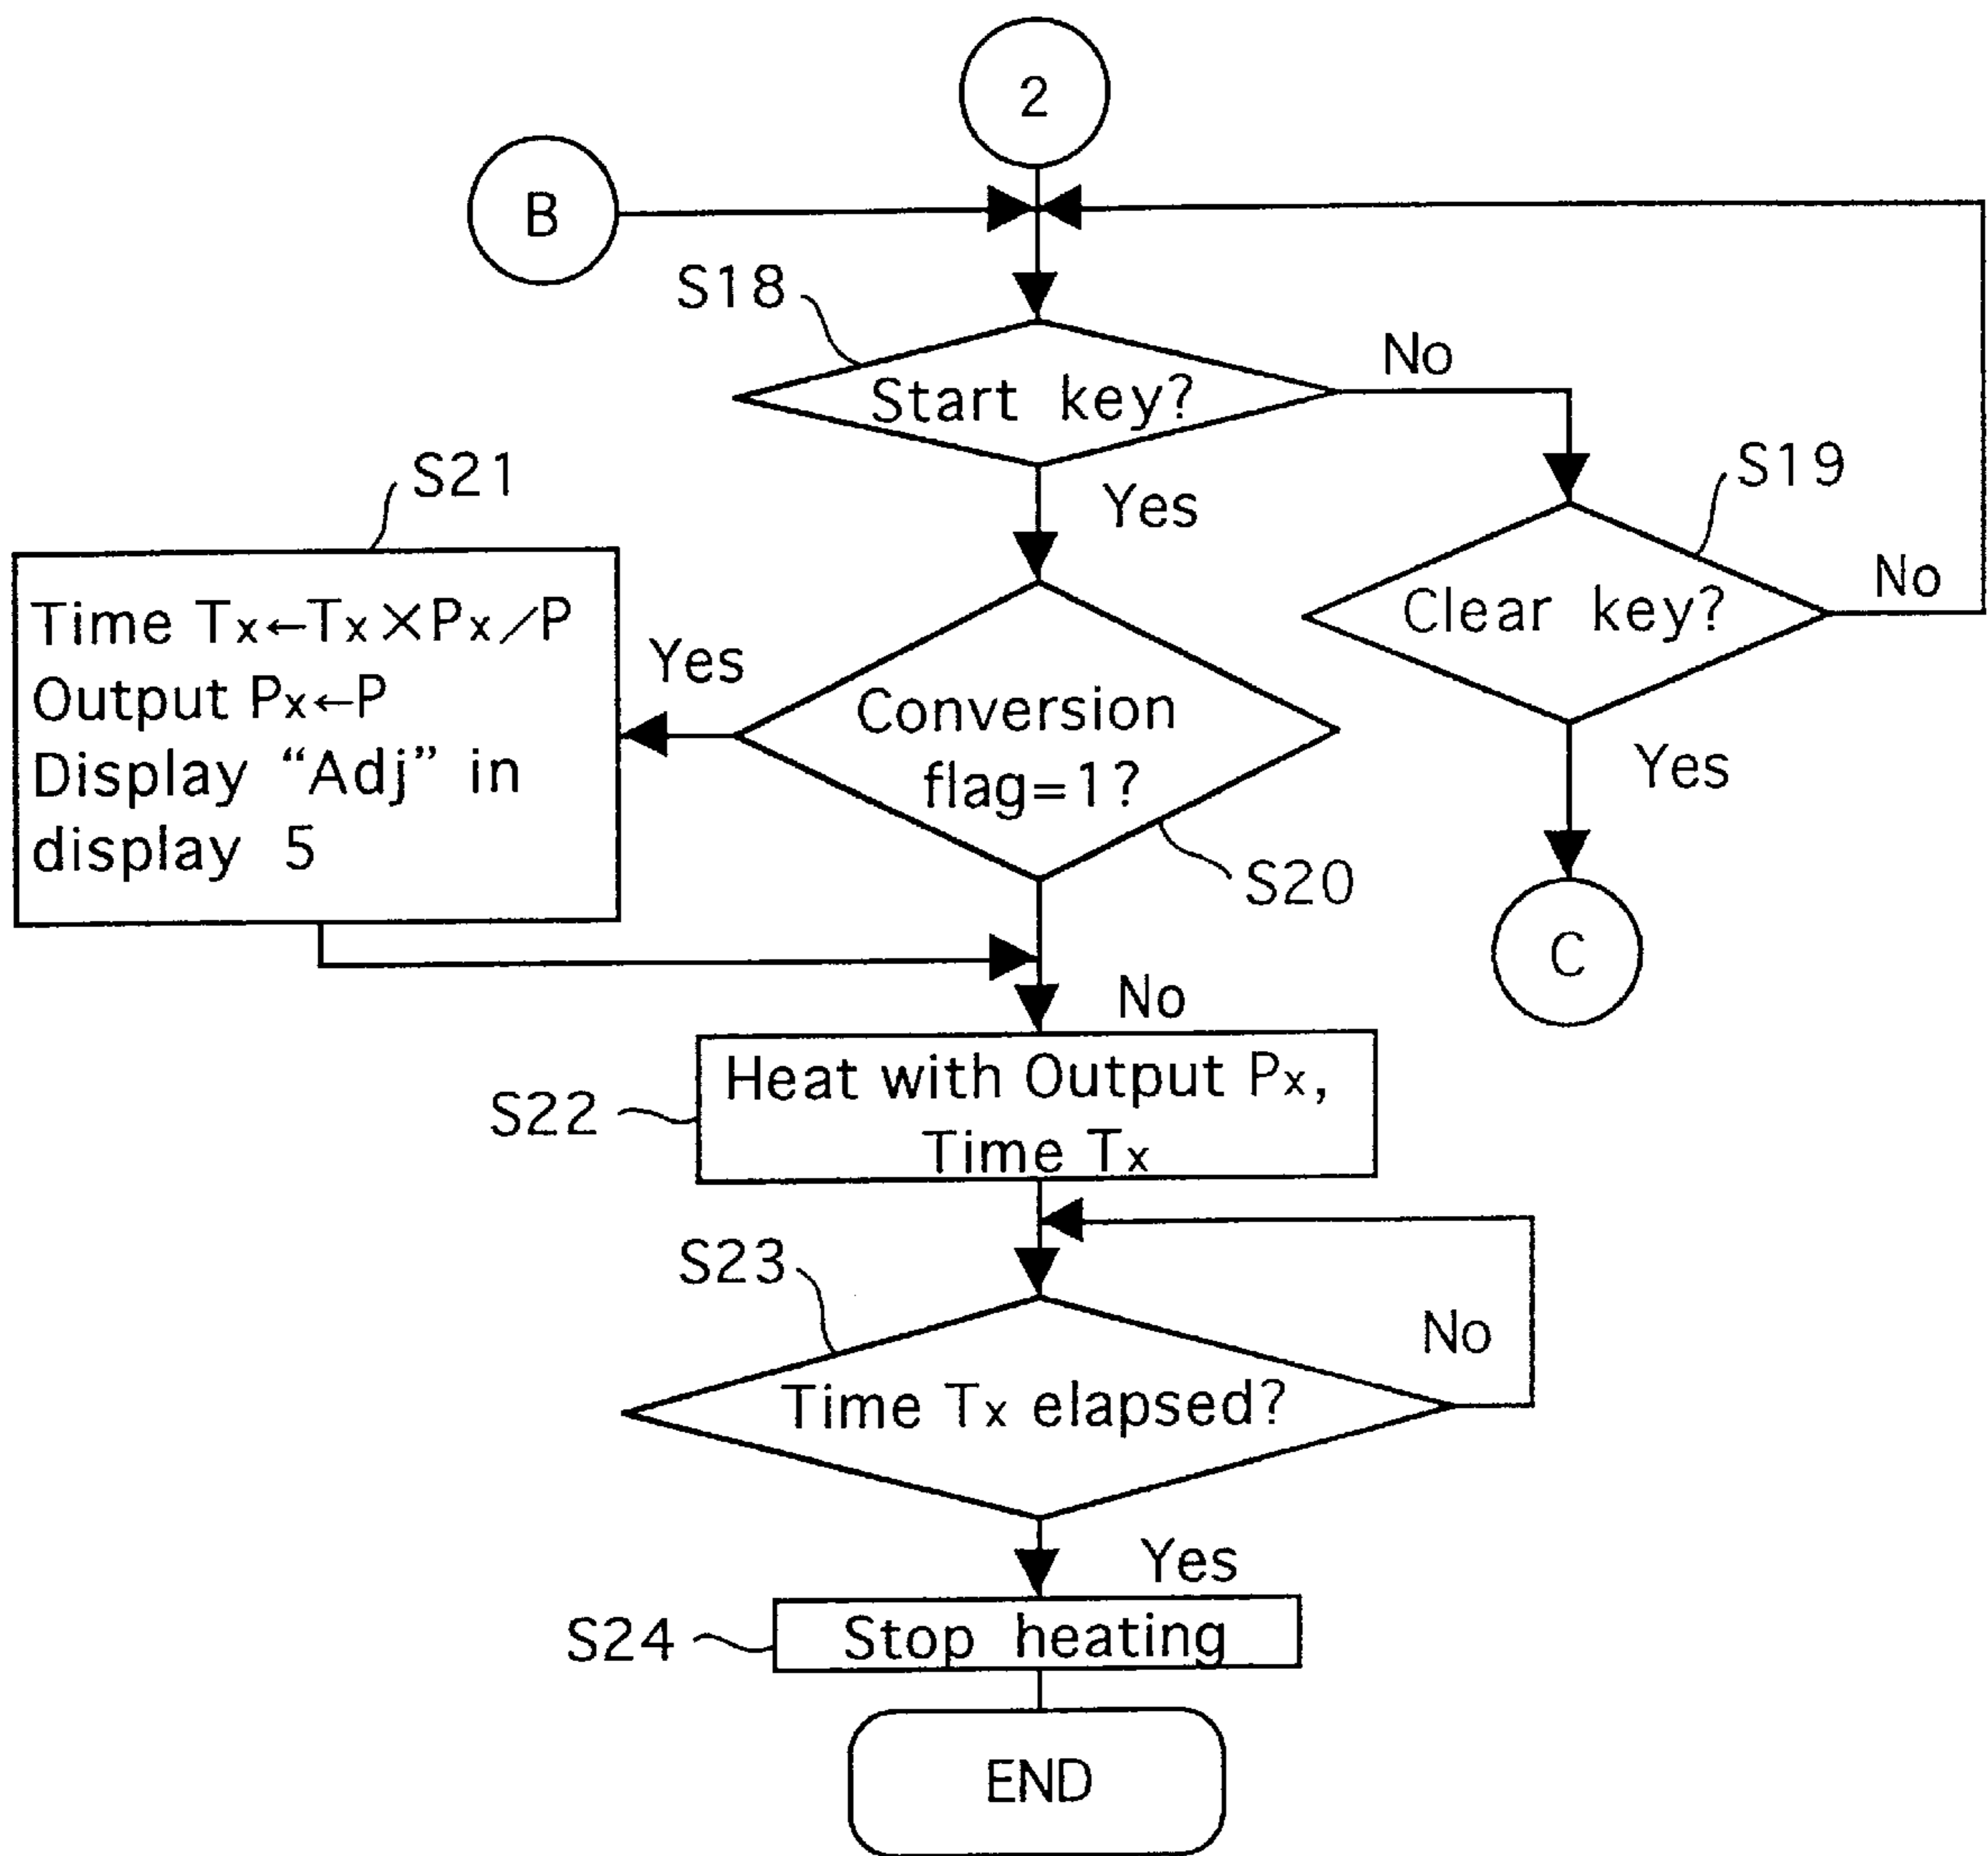 2
B
S18
Start key?
No
S19
Clear key?
No
Yes
C
Yes
S21
Time Tx←Tx×Px/P
Output Px←P
Display “Adj” in
display 5
Yes
Conversion
flag=1?
S20
No
S22
Heat with Output Px,
Time Tx
S23
Time Tx elapsed?
No
Yes
S24
Stop heating
END